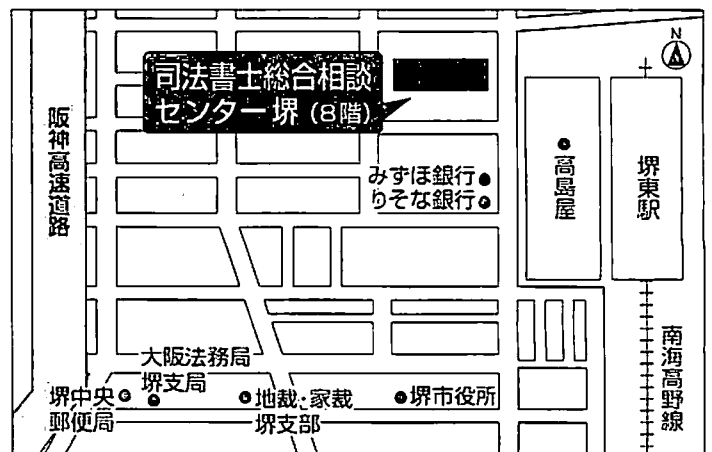 N
司法書士総合相談
センター堺（8階）
阪神高速道路
みずほ銀行
りそな銀行
高島屋
堺東駅
南海高野線
大阪法務局
堺支局
堺中央
郵便局
地裁・家裁
堺支部
堺市役所